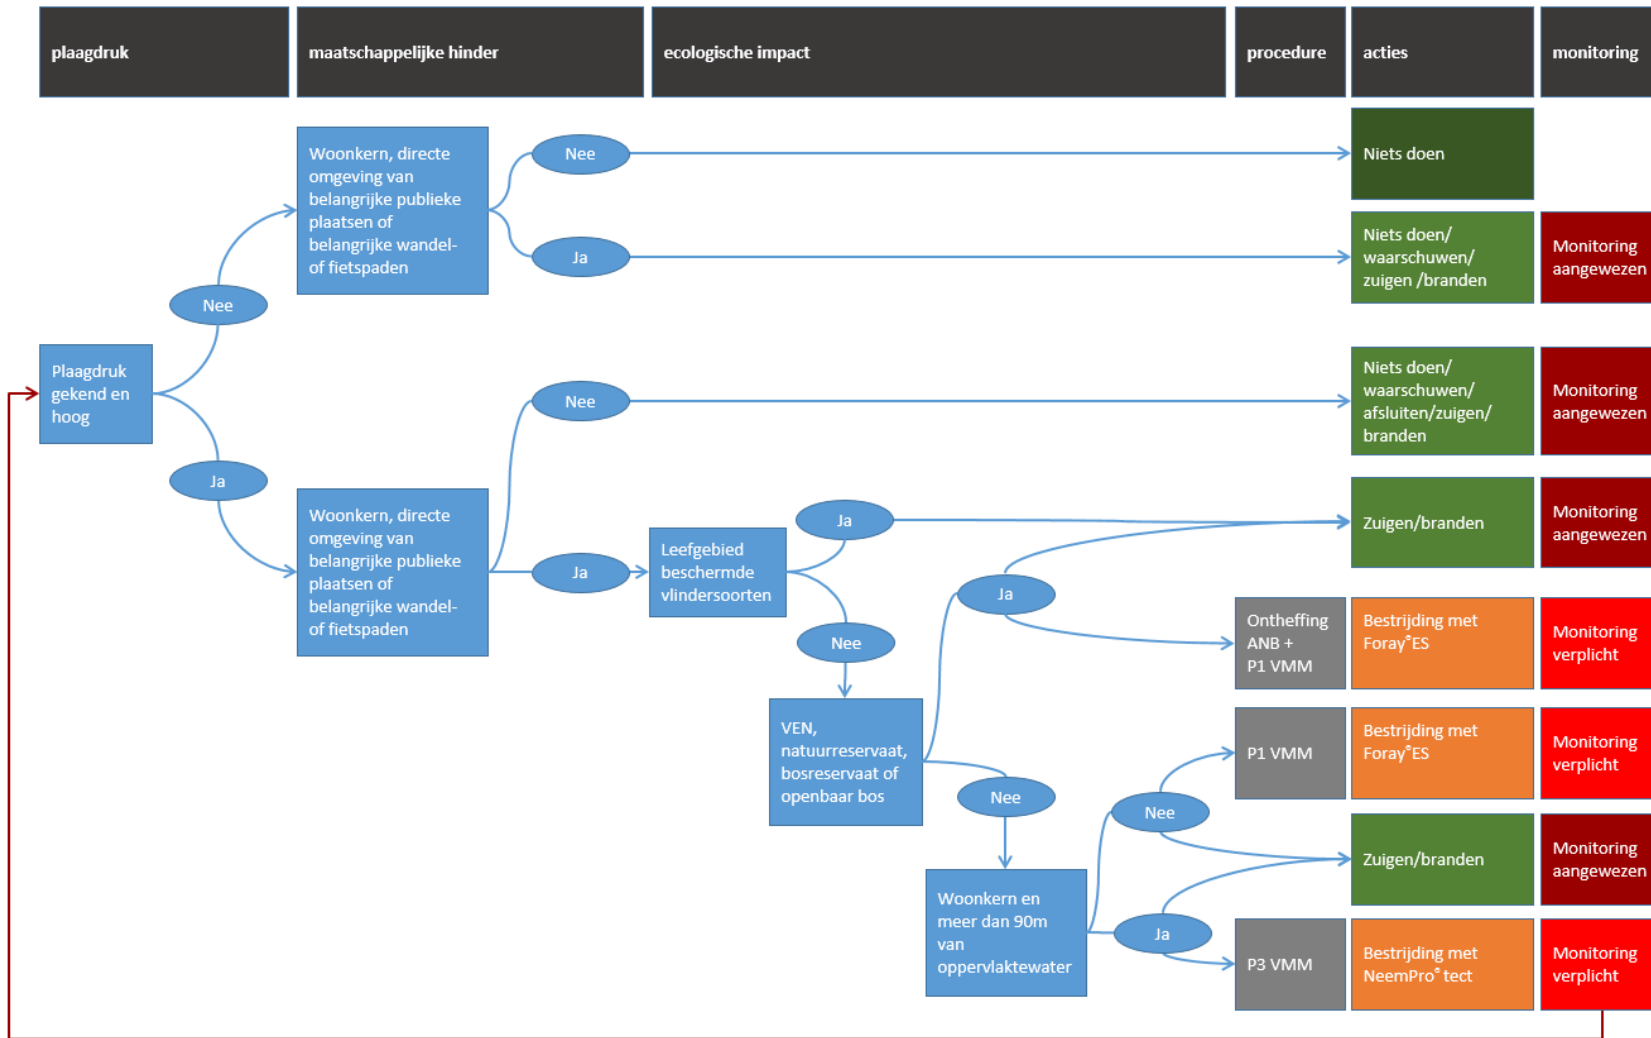 plaagdruk
maatschappelijke hinder
ecologische impact
procedure
acties
monitoring
Woonkern, directe
omgeving van
belangrijke publieke
plaatsen of
belangrijke wandel-
of fietspaden
Nee
Niets doen
Ja
Niets doen/
waarschuwen/
zuigen /branden
Monitoring
aangewezen
Nee
Plaagdruk
gekend en
hoog
Ja
Nee
Niets doen/
waarschuwen/
afsluiten/zuigen/
branden
Monitoring
aangewezen
Woonkern, directe
omgeving van
belangrijke publieke
plaatsen of
belangrijke wandel-
of fietspaden
Ja
Leefgebied
beschermde
vlindersoorten
Ja
Zuigen/branden
Monitoring
aangewezen
Nee
VEN,
natuurreservaat,
bosreservaat of
openbaar bos
Ja
Ontheffing
ANB +
P1 VMM
Bestrijding met
Foray®ES
Monitoring
verplicht
Nee
Woonkern en
meer dan 90m
van
oppervlaktewater
Nee
P1 VMM
Bestrijding met
Foray®ES
Monitoring
verplicht
Zuigen/branden
Monitoring
aangewezen
Ja
P3 VMM
Bestrijding met
NeemPro® tect
Monitoring
verplicht